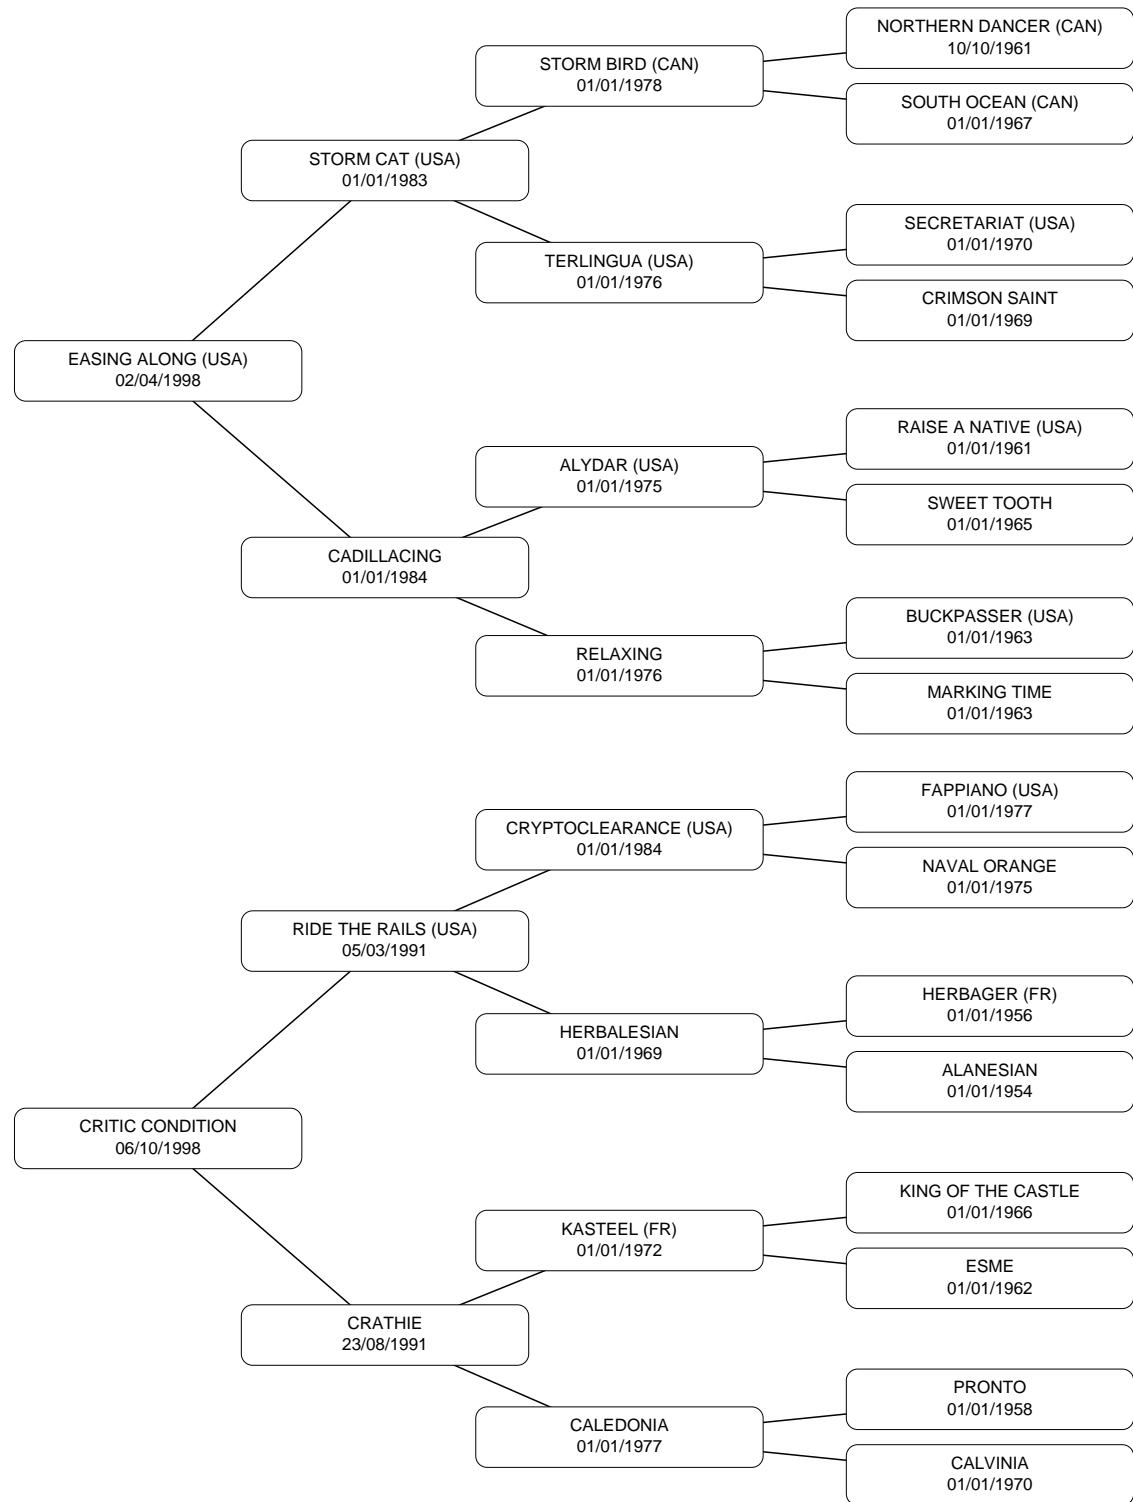 NORTHERN DANCER (CAN)
10/10/1961
STORM BIRD (CAN)
01/01/1978
SOUTH OCEAN (CAN)
01/01/1967
STORM CAT (USA)
01/01/1983
SECRETARIAT (USA)
01/01/1970
TERLINGUA (USA)
01/01/1976
CRIMSON SAINT
01/01/1969
EASING ALONG (USA)
02/04/1998
RAISE A NATIVE (USA)
01/01/1961
ALYDAR (USA)
01/01/1975
SWEET TOOTH
01/01/1965
CADILLACING
01/01/1984
BUCKPASSER (USA)
01/01/1963
RELAXING
01/01/1976
MARKING TIME
01/01/1963
FAPPIANO (USA)
01/01/1977
CRYPTOCLEARANCE (USA)
01/01/1984
NAVAL ORANGE
01/01/1975
RIDE THE RAILS (USA)
05/03/1991
HERBAGER (FR)
01/01/1956
HERBALESIAN
01/01/1969
ALANESIAN
01/01/1954
CRITIC CONDITION
06/10/1998
KING OF THE CASTLE
01/01/1966
KASTEEL (FR)
01/01/1972
ESME
01/01/1962
CRATHIE
23/08/1991
PRONTO
01/01/1958
CALEDONIA
01/01/1977
CALVINIA
01/01/1970